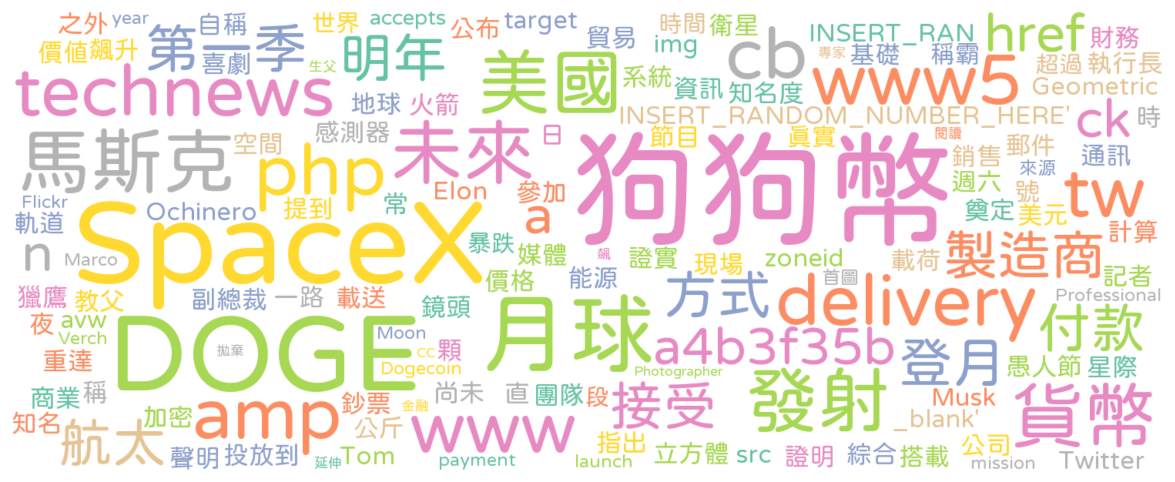 之外 year 自稱 世界 accepts 公布 target 時間 衛星 INSERT_RAN href 財務
價値 飆升 第一季 喜劇 明年 貿易 img cb 專家 基礎 稱霸 超過 執行長
technews 生父 地球 火箭 美國 系統 資訊 知名度 www5 Geometric
馬斯克 空間 感測器 未來 日 INSERT_RANDOM_NUMBER_HERE' ck 時
php Elon 參加 狗狗幣 節目 眞實 閱讀 銷售 郵件 通訊
Flickr 軌道 Ochinero 提到 常 a 週六 來源 tw
n Marco SpaceX 暴跌 媒體 證實 現場 zoneid 載荷 奠定 號 美元 計算
飆 價格 能源 首圖 製造商 記者
獵鷹 教父 副總裁 一路 載送 鏡頭 方式 delivery Professional
夜 avw Verch DOGE 拋棄 Moon 顆 月球 a4b3f35b 付款
重達 cc Dogecoin Photographer 登月 愚人節 星際
商業 稱 amp 鈔票 尚未 直 團隊 段 接受 發射 Musk 貨幣
知名 加密 金融 公斤 www 指出 _blank'
航太 聲明 投放到 延伸 Tom payment launch 立方體 src 證明 綜合 搭載 公司 mission Twitter